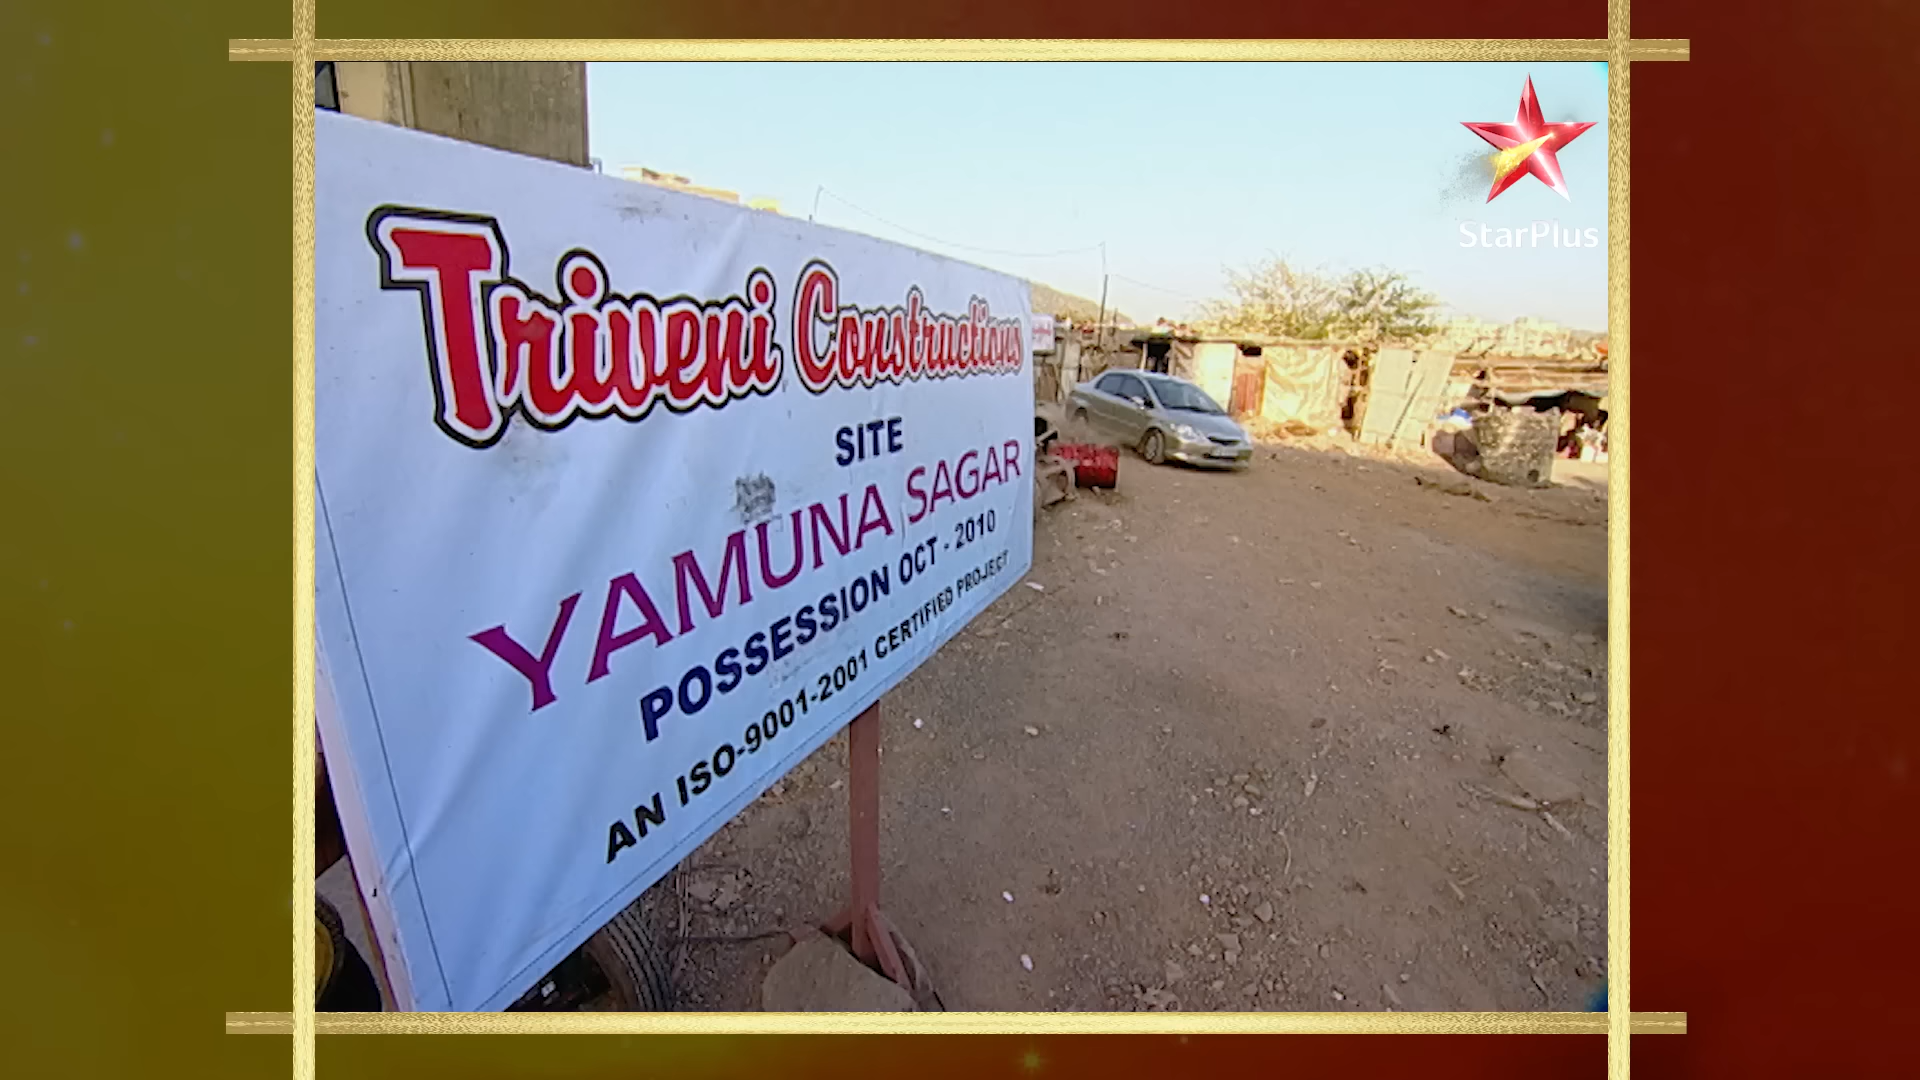 StarPlus
Triveni Constructions
SITE
YAMUNA SAGAR
POSSESSION OCT - 2010
AN ISO-9001-2001 CERTIFIED PROJECT